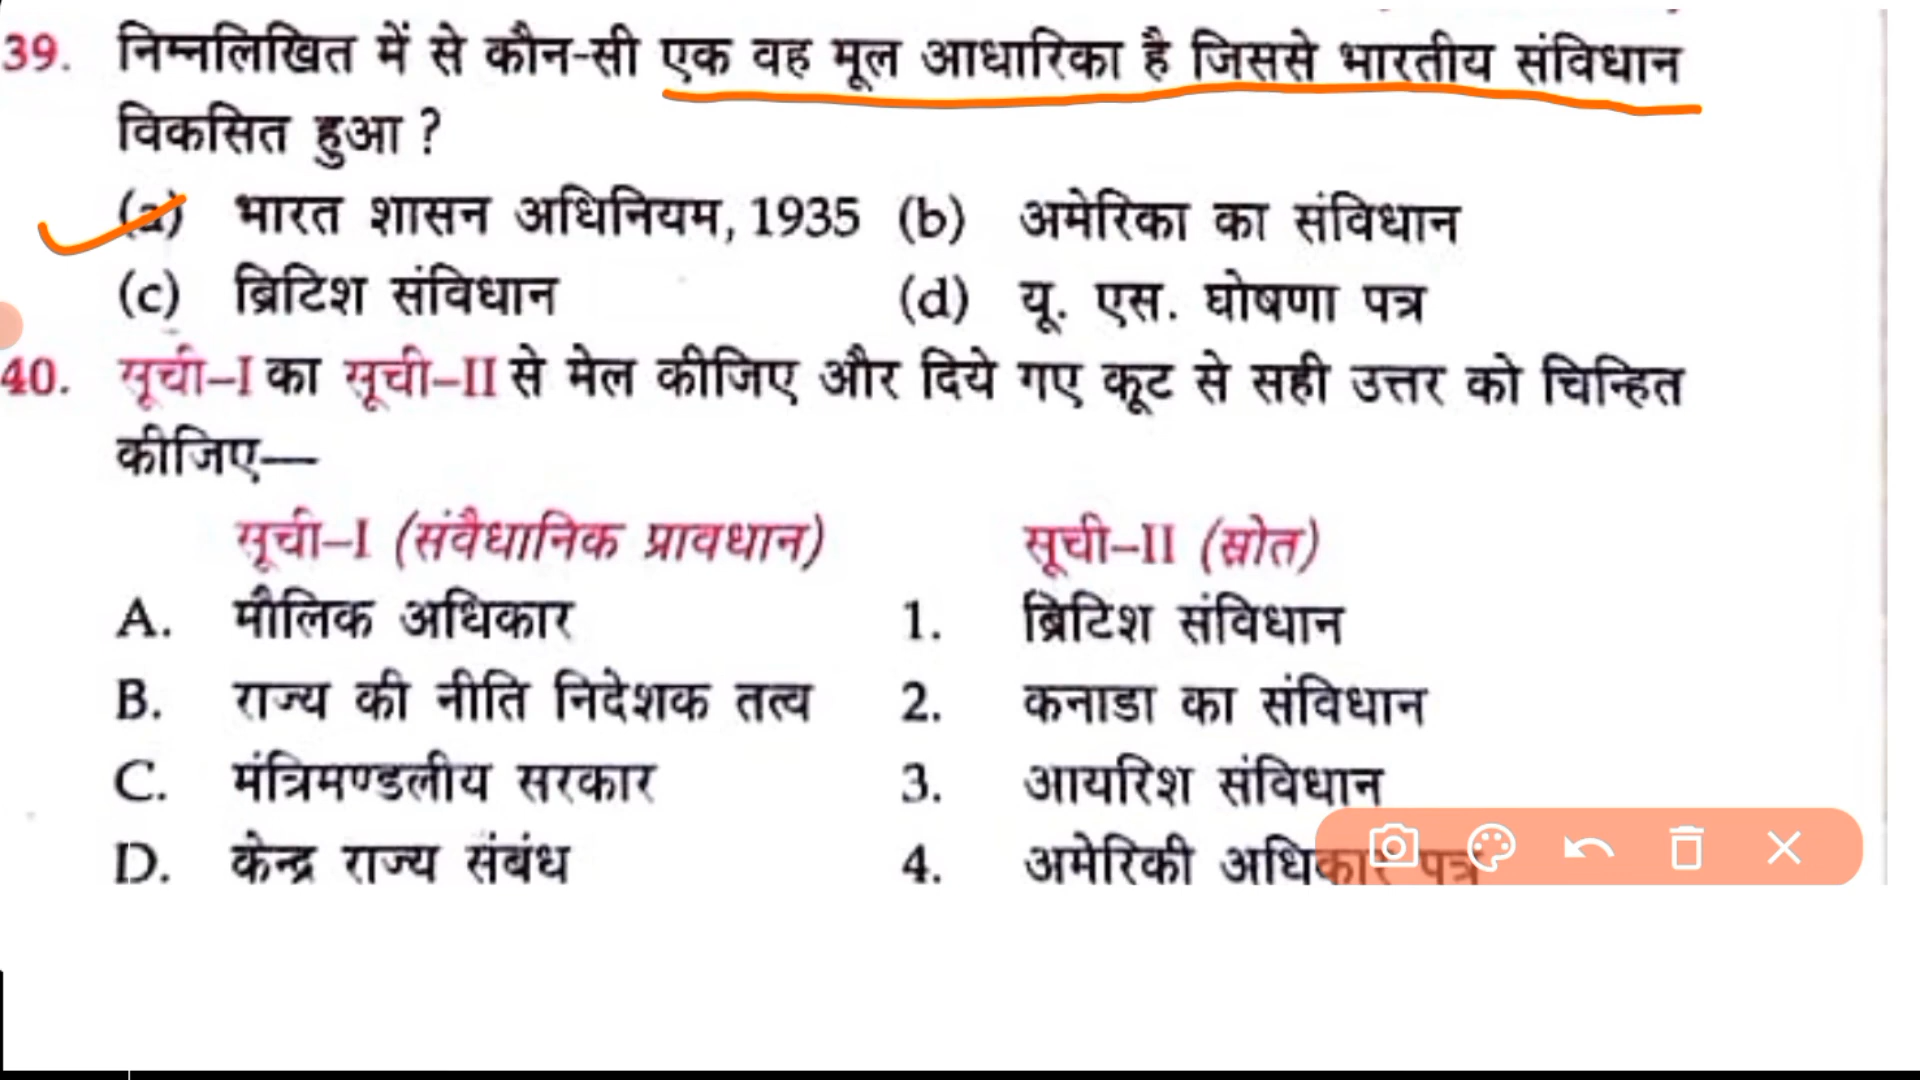 39. निम्नलिखित में से कौन-सी एक वह मूल आधारिका है जिससे भारतीय संविधान
विकसित हुआ ?
(a) भारत शासन अधिनियम, 1935 (b) अमेरिका का संविधान
(c) ब्रिटिश संविधान (d) यू. एस. घोषणा पत्र
40. सूची–I का सूची–II से मेल कीजिए और दिये गए कूट से सही उत्तर को चिन्हित
कीजिए—
सूची–I (संवैधानिक प्रावधान) सूची–II (स्रोत)
A. मौलिक अधिकार 1. ब्रिटिश संविधान
B. राज्य की नीति निदेशक तत्व 2. कनाडा का संविधान
C. मंत्रिमण्डलीय सरकार 3. आयरिश संविधान
D. केन्द्र राज्य संबंध 4. अमेरिकी अधिकार पत्र